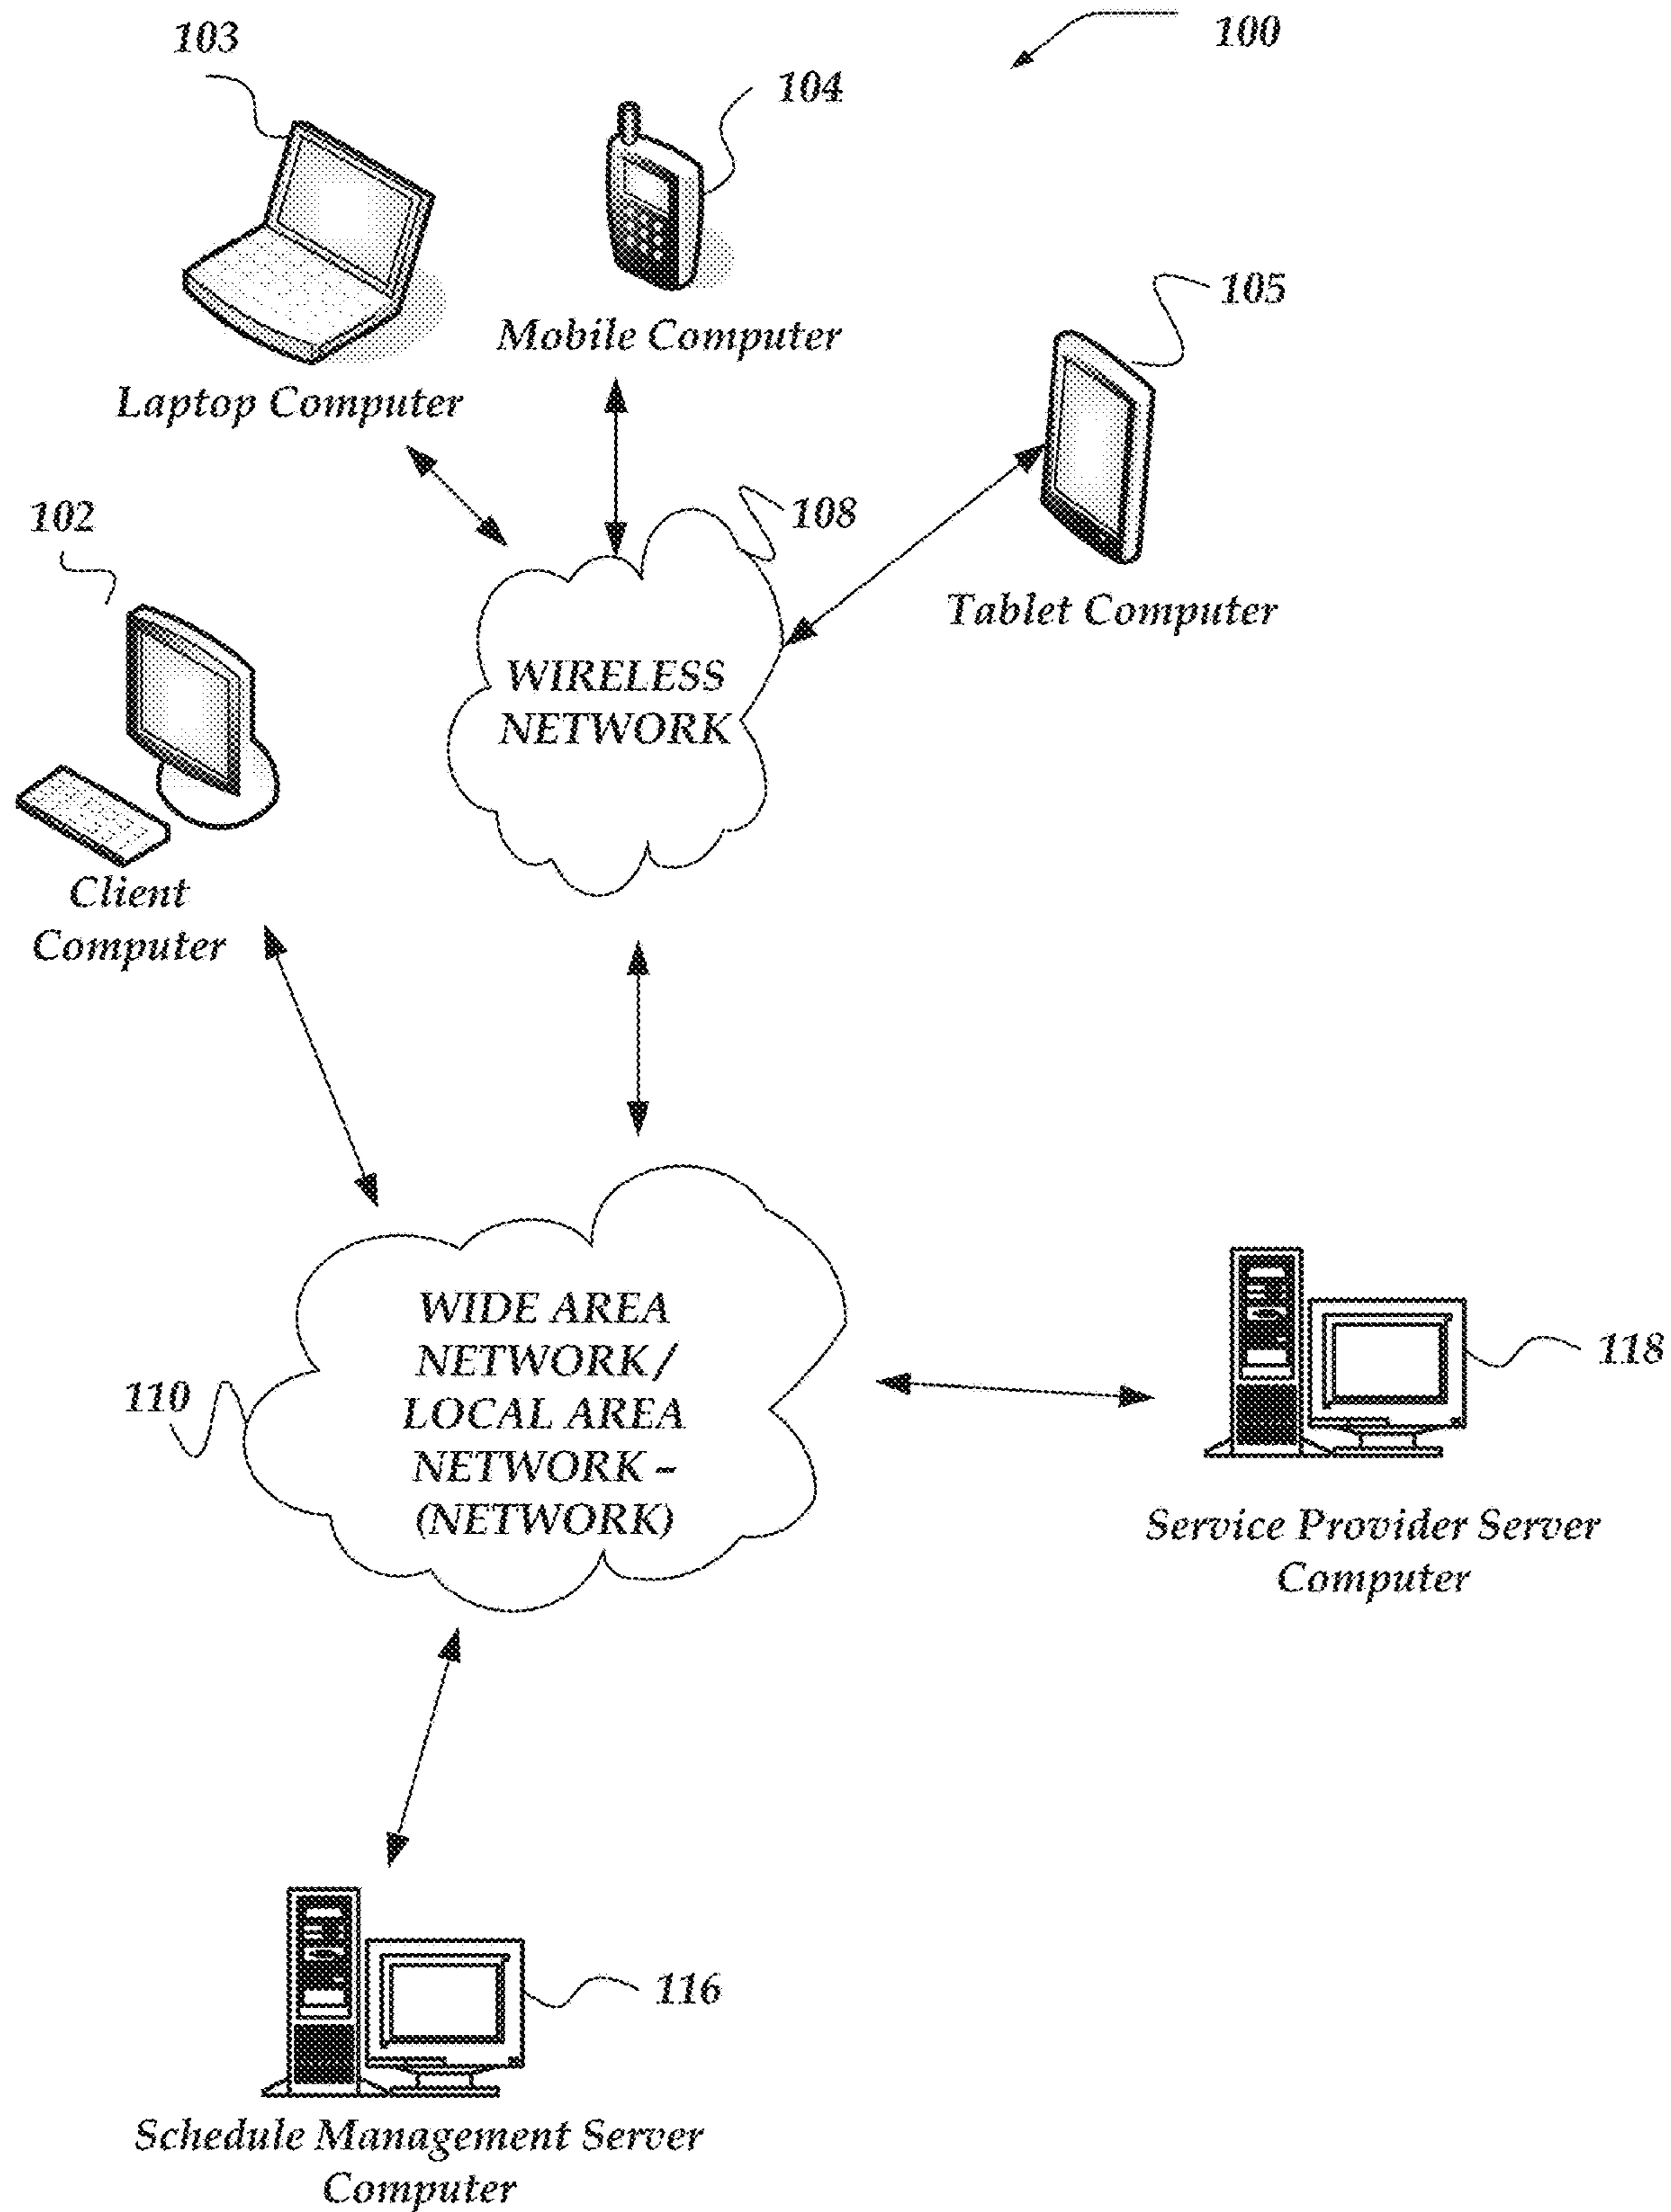 103
100
104
105
Mobile Computer
Laptop Computer
108
102
Tablet Computer
WIRELESS
NETWORK
Client
Computer
WIDE AREA
NETWORK /
LOCAL AREA
NETWORK –
(NETWORK)
110
118
Service Provider Server
Computer
116
Schedule Management Server
Computer